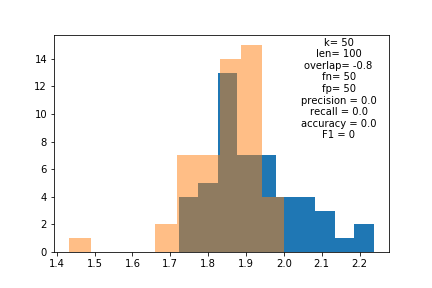 k= 50
len= 100
overlap= -0.8
fn= 50
fp= 50
precision = 0.0
recall = 0.0
accuracy = 0.0
F1 = 0
14
12
10
8
6
4
2
0
1.4 1.5 1.6 1.7 1.8 1.9 2.0 2.1 2.2